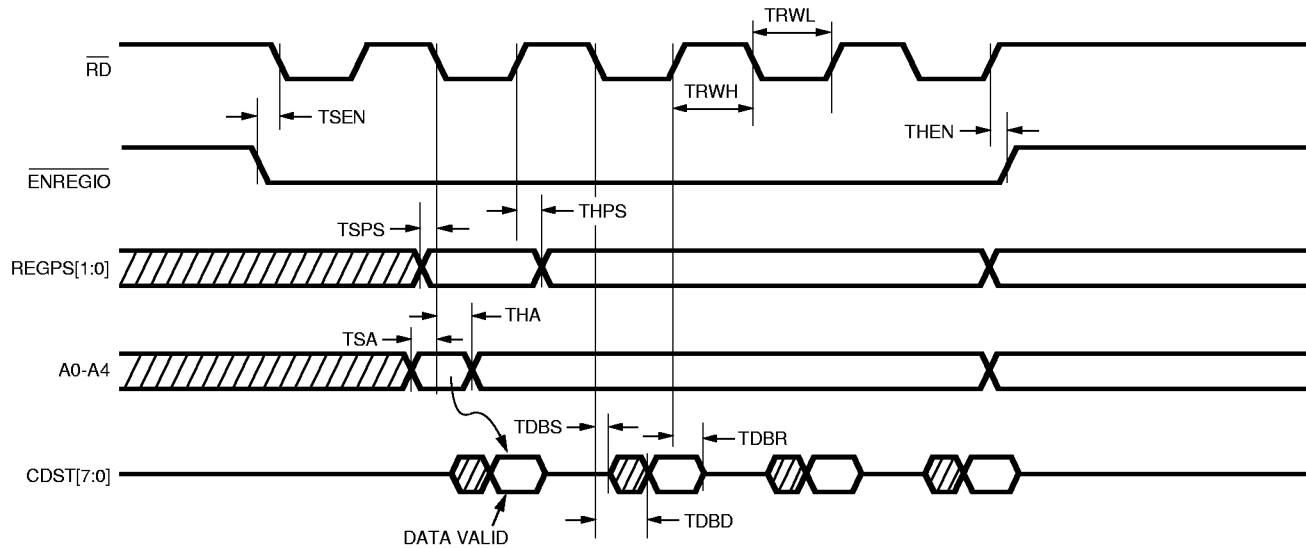 TRWL
RD
TRWH
TSEN
THEN
ENREGIO
THPS
TSPS
REGPS[1:0]
THA
TSA
A0-A4
TDBS
TDBR
CDST[7:0]
TDBD
DATA VALID